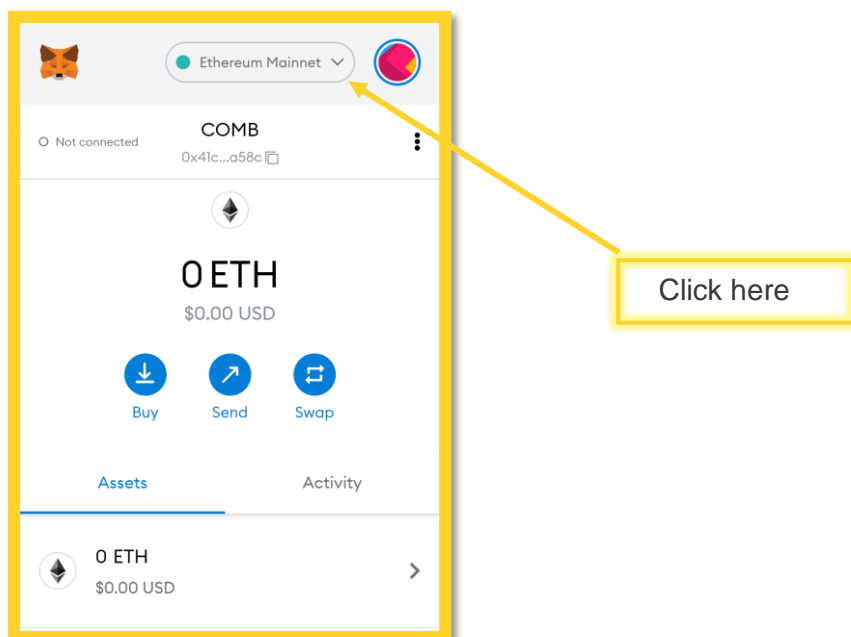 Ethereum Mainnet
Not connected
COMB
0x41c...a58c
0 ETH
$0.00 USD
Buy
Send
Swap
Assets
Activity
0 ETH
$0.00 USD
Click here